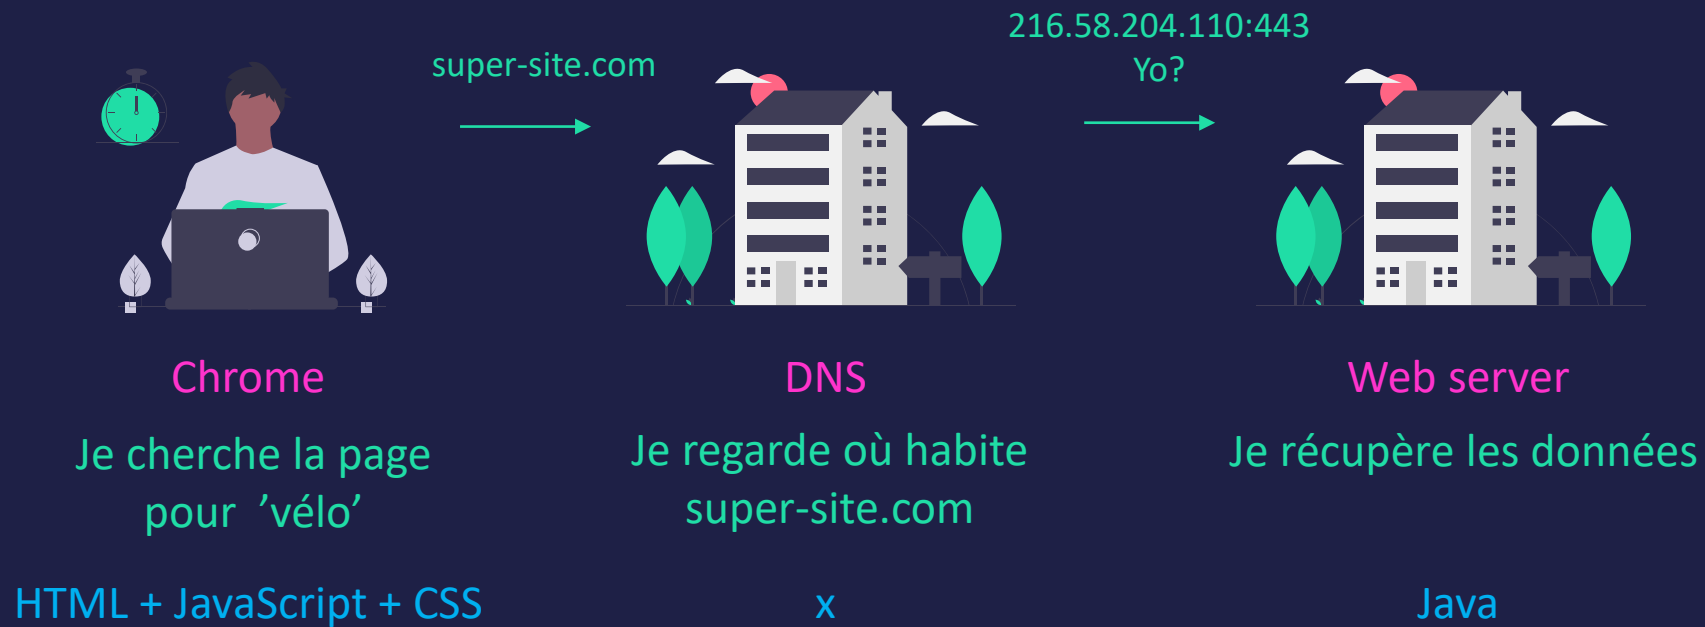 super-site.com
216.58.204.110:443
Yo?
Chrome
Je cherche la page
pour ’vélo’
HTML + JavaScript + CSS
DNS
Je regarde où habite
super-site.com
x
Web server
Je récupère les données
Java